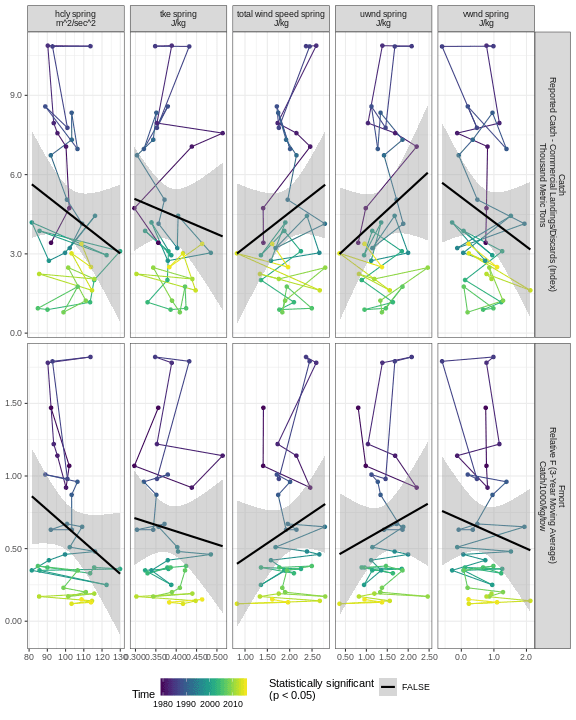 hcly spring
m^2/sec^2
tke spring
J/kg
total wind speed spring
J/kg
uwnd spring
J/kg
vwnd spring
J/kg
9.0
6.0
3.0
0.0
Catch
Reported Catch - Commercial Landings/Discards (Index)
Thousand Metric Tons
1.50
1.00
0.50
0.00
Fmort
Relative F (3-Year Moving Average)
80 90 100 110 120 130
0.300 0.350 0.400 0.450 0.500
1.00 1.50 2.00 2.50
0.50 1.00 1.50 2.00 2.5
0.0 1.0 2.0
Time
1980 1990 2000 2010
Statistically significant
(p < 0.05)
FALSE